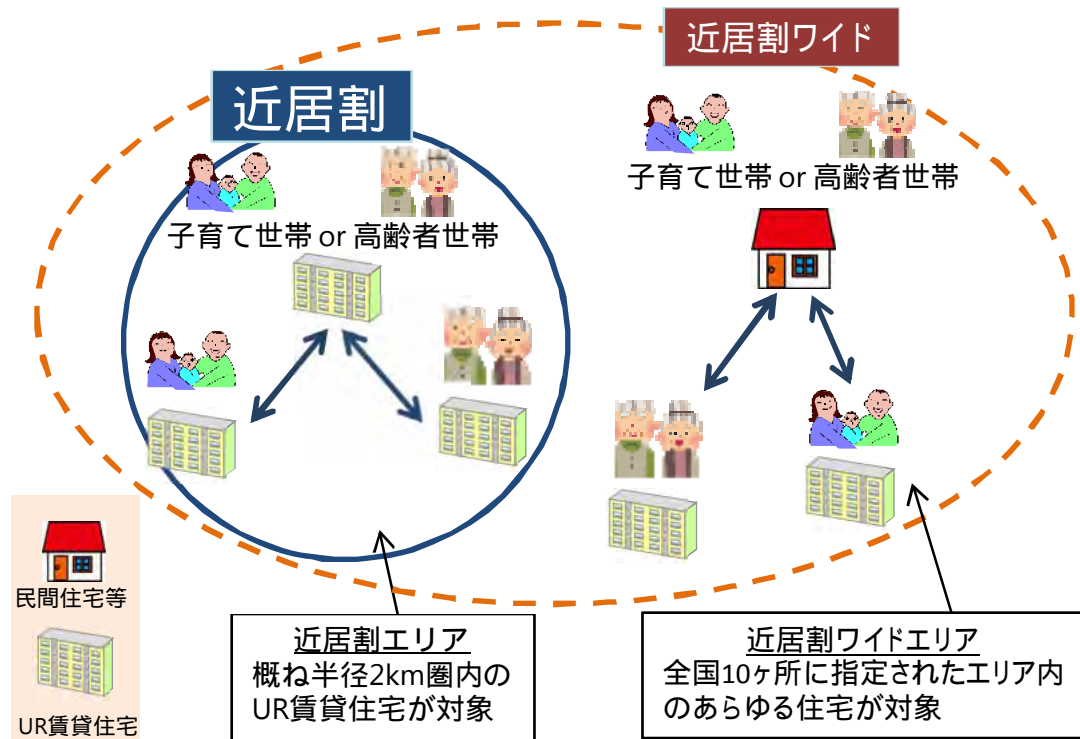 近居割ワイド
近居割
子育て世帯 or 高齢者世帯
子育て世帯 or 高齢者世帯
民間住宅等
UR賃貸住宅
近居割エリア
概ね半径2km圏内の
UR賃貸住宅が対象
近居割ワイドエリア
全国10ヶ所に指定されたエリア内
のあらゆる住宅が対象